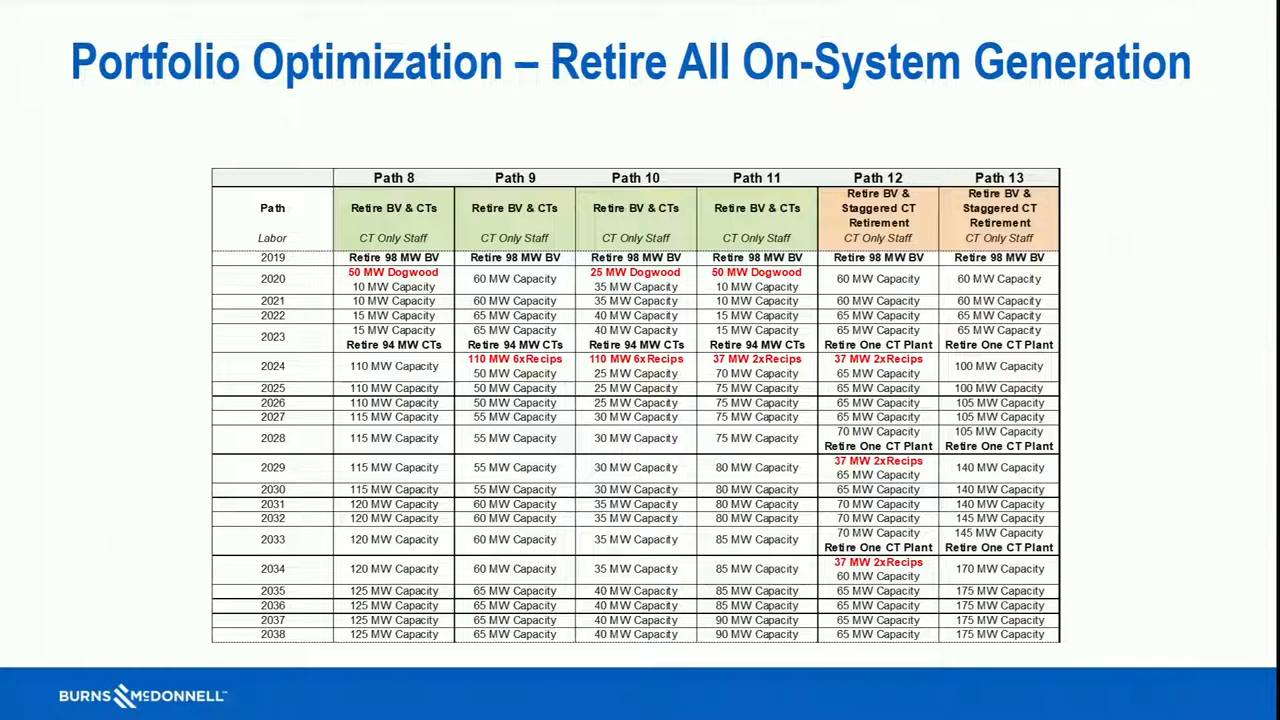 Portfolio Optimization – Retire All On-System Generation
Path 8 Path 9 Path 10 Path 11 Path 12 Path 13
Path Retire BV & CTs Retire BV & CTs Retire BV & CTs Retire BV & CTs Retire BV & Staggered CT Retirement Retire BV & Staggered CT Retirement
Labor CT Only Staff CT Only Staff CT Only Staff CT Only Staff CT Only Staff CT Only Staff
2019 Retire 98 MW BV Retire 98 MW BV Retire 98 MW BV Retire 98 MW BV Retire 98 MW BV Retire 98 MW BV
2020 50 MW Dogwood 10 MW Capacity 60 MW Capacity 25 MW Dogwood 35 MW Capacity 50 MW Dogwood 10 MW Capacity 60 MW Capacity 60 MW Capacity
2021 10 MW Capacity 60 MW Capacity 35 MW Capacity 10 MW Capacity 60 MW Capacity 60 MW Capacity
2022 15 MW Capacity 65 MW Capacity 40 MW Capacity 15 MW Capacity 65 MW Capacity 65 MW Capacity
2023 15 MW Capacity Retire 94 MW CTs 65 MW Capacity Retire 94 MW CTs 40 MW Capacity Retire 94 MW CTs 15 MW Capacity Retire 94 MW CTs 65 MW Capacity Retire One CT Plant 65 MW Capacity Retire One CT Plant
2024 110 MW Capacity 110 MW 6xRecips 50 MW Capacity 110 MW 6xRecips 25 MW Capacity 37 MW 2xRecips 70 MW Capacity 37 MW 2xRecips 65 MW Capacity 100 MW Capacity
2025 110 MW Capacity 50 MW Capacity 25 MW Capacity 75 MW Capacity 65 MW Capacity 100 MW Capacity
2026 110 MW Capacity 50 MW Capacity 25 MW Capacity 75 MW Capacity 65 MW Capacity 105 MW Capacity
2027 115 MW Capacity 55 MW Capacity 30 MW Capacity 75 MW Capacity 65 MW Capacity 105 MW Capacity
2028 115 MW Capacity 55 MW Capacity 30 MW Capacity 75 MW Capacity 70 MW Capacity Retire One CT Plant 105 MW Capacity Retire One CT Plant
2029 115 MW Capacity 55 MW Capacity 30 MW Capacity 80 MW Capacity 37 MW 2xRecips 65 MW Capacity 140 MW Capacity
2030 115 MW Capacity 55 MW Capacity 30 MW Capacity 80 MW Capacity 65 MW Capacity 140 MW Capacity
2031 120 MW Capacity 60 MW Capacity 35 MW Capacity 80 MW Capacity 70 MW Capacity 140 MW Capacity
2032 120 MW Capacity 60 MW Capacity 35 MW Capacity 80 MW Capacity 70 MW Capacity 145 MW Capacity
2033 120 MW Capacity 60 MW Capacity 35 MW Capacity 85 MW Capacity 70 MW Capacity Retire One CT Plant 145 MW Capacity Retire One CT Plant
2034 120 MW Capacity 60 MW Capacity 35 MW Capacity 85 MW Capacity 37 MW 2xRecips 60 MW Capacity 170 MW Capacity
2035 125 MW Capacity 65 MW Capacity 40 MW Capacity 85 MW Capacity 65 MW Capacity 175 MW Capacity
2036 125 MW Capacity 65 MW Capacity 40 MW Capacity 85 MW Capacity 65 MW Capacity 175 MW Capacity
2037 125 MW Capacity 65 MW Capacity 40 MW Capacity 90 MW Capacity 65 MW Capacity 175 MW Capacity
2038 125 MW Capacity 65 MW Capacity 40 MW Capacity 90 MW Capacity 65 MW Capacity 175 MW Capacity
BURNS McDONNELL